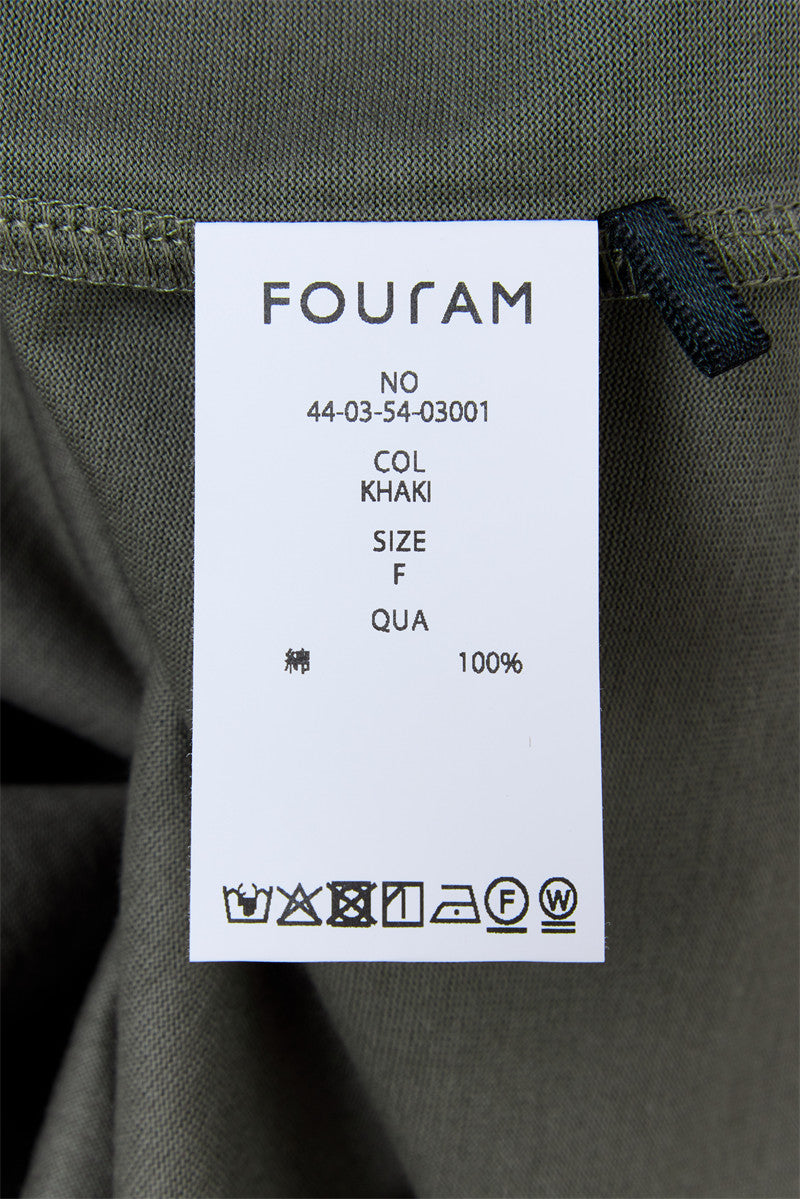 FOURAM
NO
44-03-54-03001
COL
KHAKI
SIZE
F
QUA
綿 100%
F W